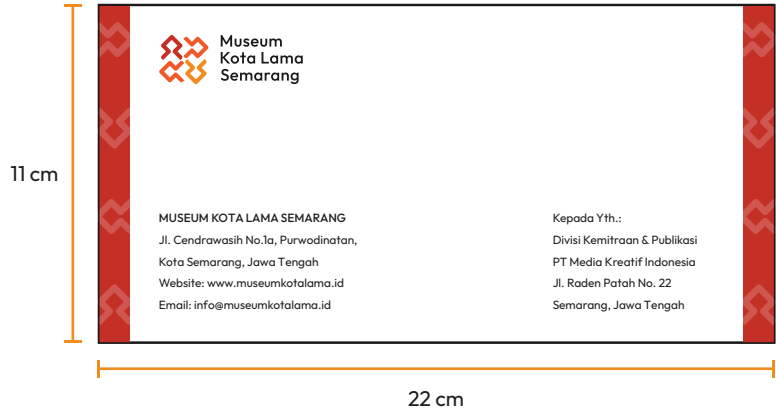 Museum
Kota Lama
Semarang
11 cm
MUSEUM KOTA LAMA SEMARANG
Jl. Cendrawasih No.1a, Purwodinatan,
Kota Semarang, Jawa Tengah
Website: www.museumkotalama.id
Email: info@museumkotalama.id
Kepada Yth.:
Divisi Kemitraan & Publikasi
PT Media Kreatif Indonesia
Jl. Raden Patah No. 22
Semarang, Jawa Tengah
22 cm